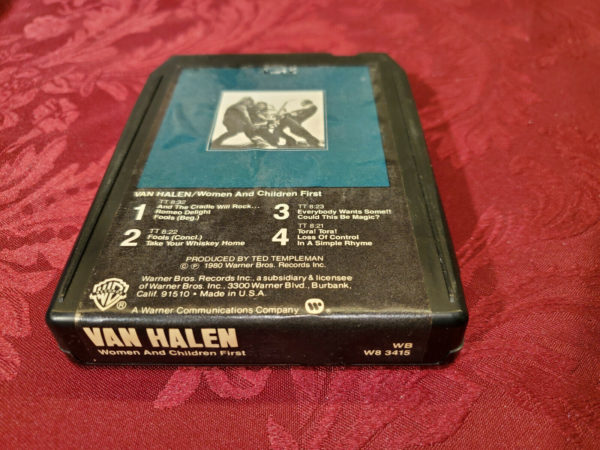 VAN HALEN/Women And Children First
1 TT 8:32
And The Cradle Will Rock...
Romeo Delight
Fools (Beg.)
2 TT 8:22
Fools (Concl.)
Take Your Whiskey Home
3 TT 8:23
Everybody Wants Some!!
Could This Be Magic?
4 TT 8:21
Tora! Tora!
Loss Of Control
In A Simple Rhyme
PRODUCED BY TED TEMPLEMAN
© ℗ 1980 Warner Bros. Records Inc.
Warner Bros. Records Inc., a subsidiary & licensee
of Warner Bros. Inc., 3300 Warner Blvd., Burbank,
Calif. 91510 • Made in U.S.A.
WB
A Warner Communications Company
VAN HALEN
Women And Children First
WB
W8 3415